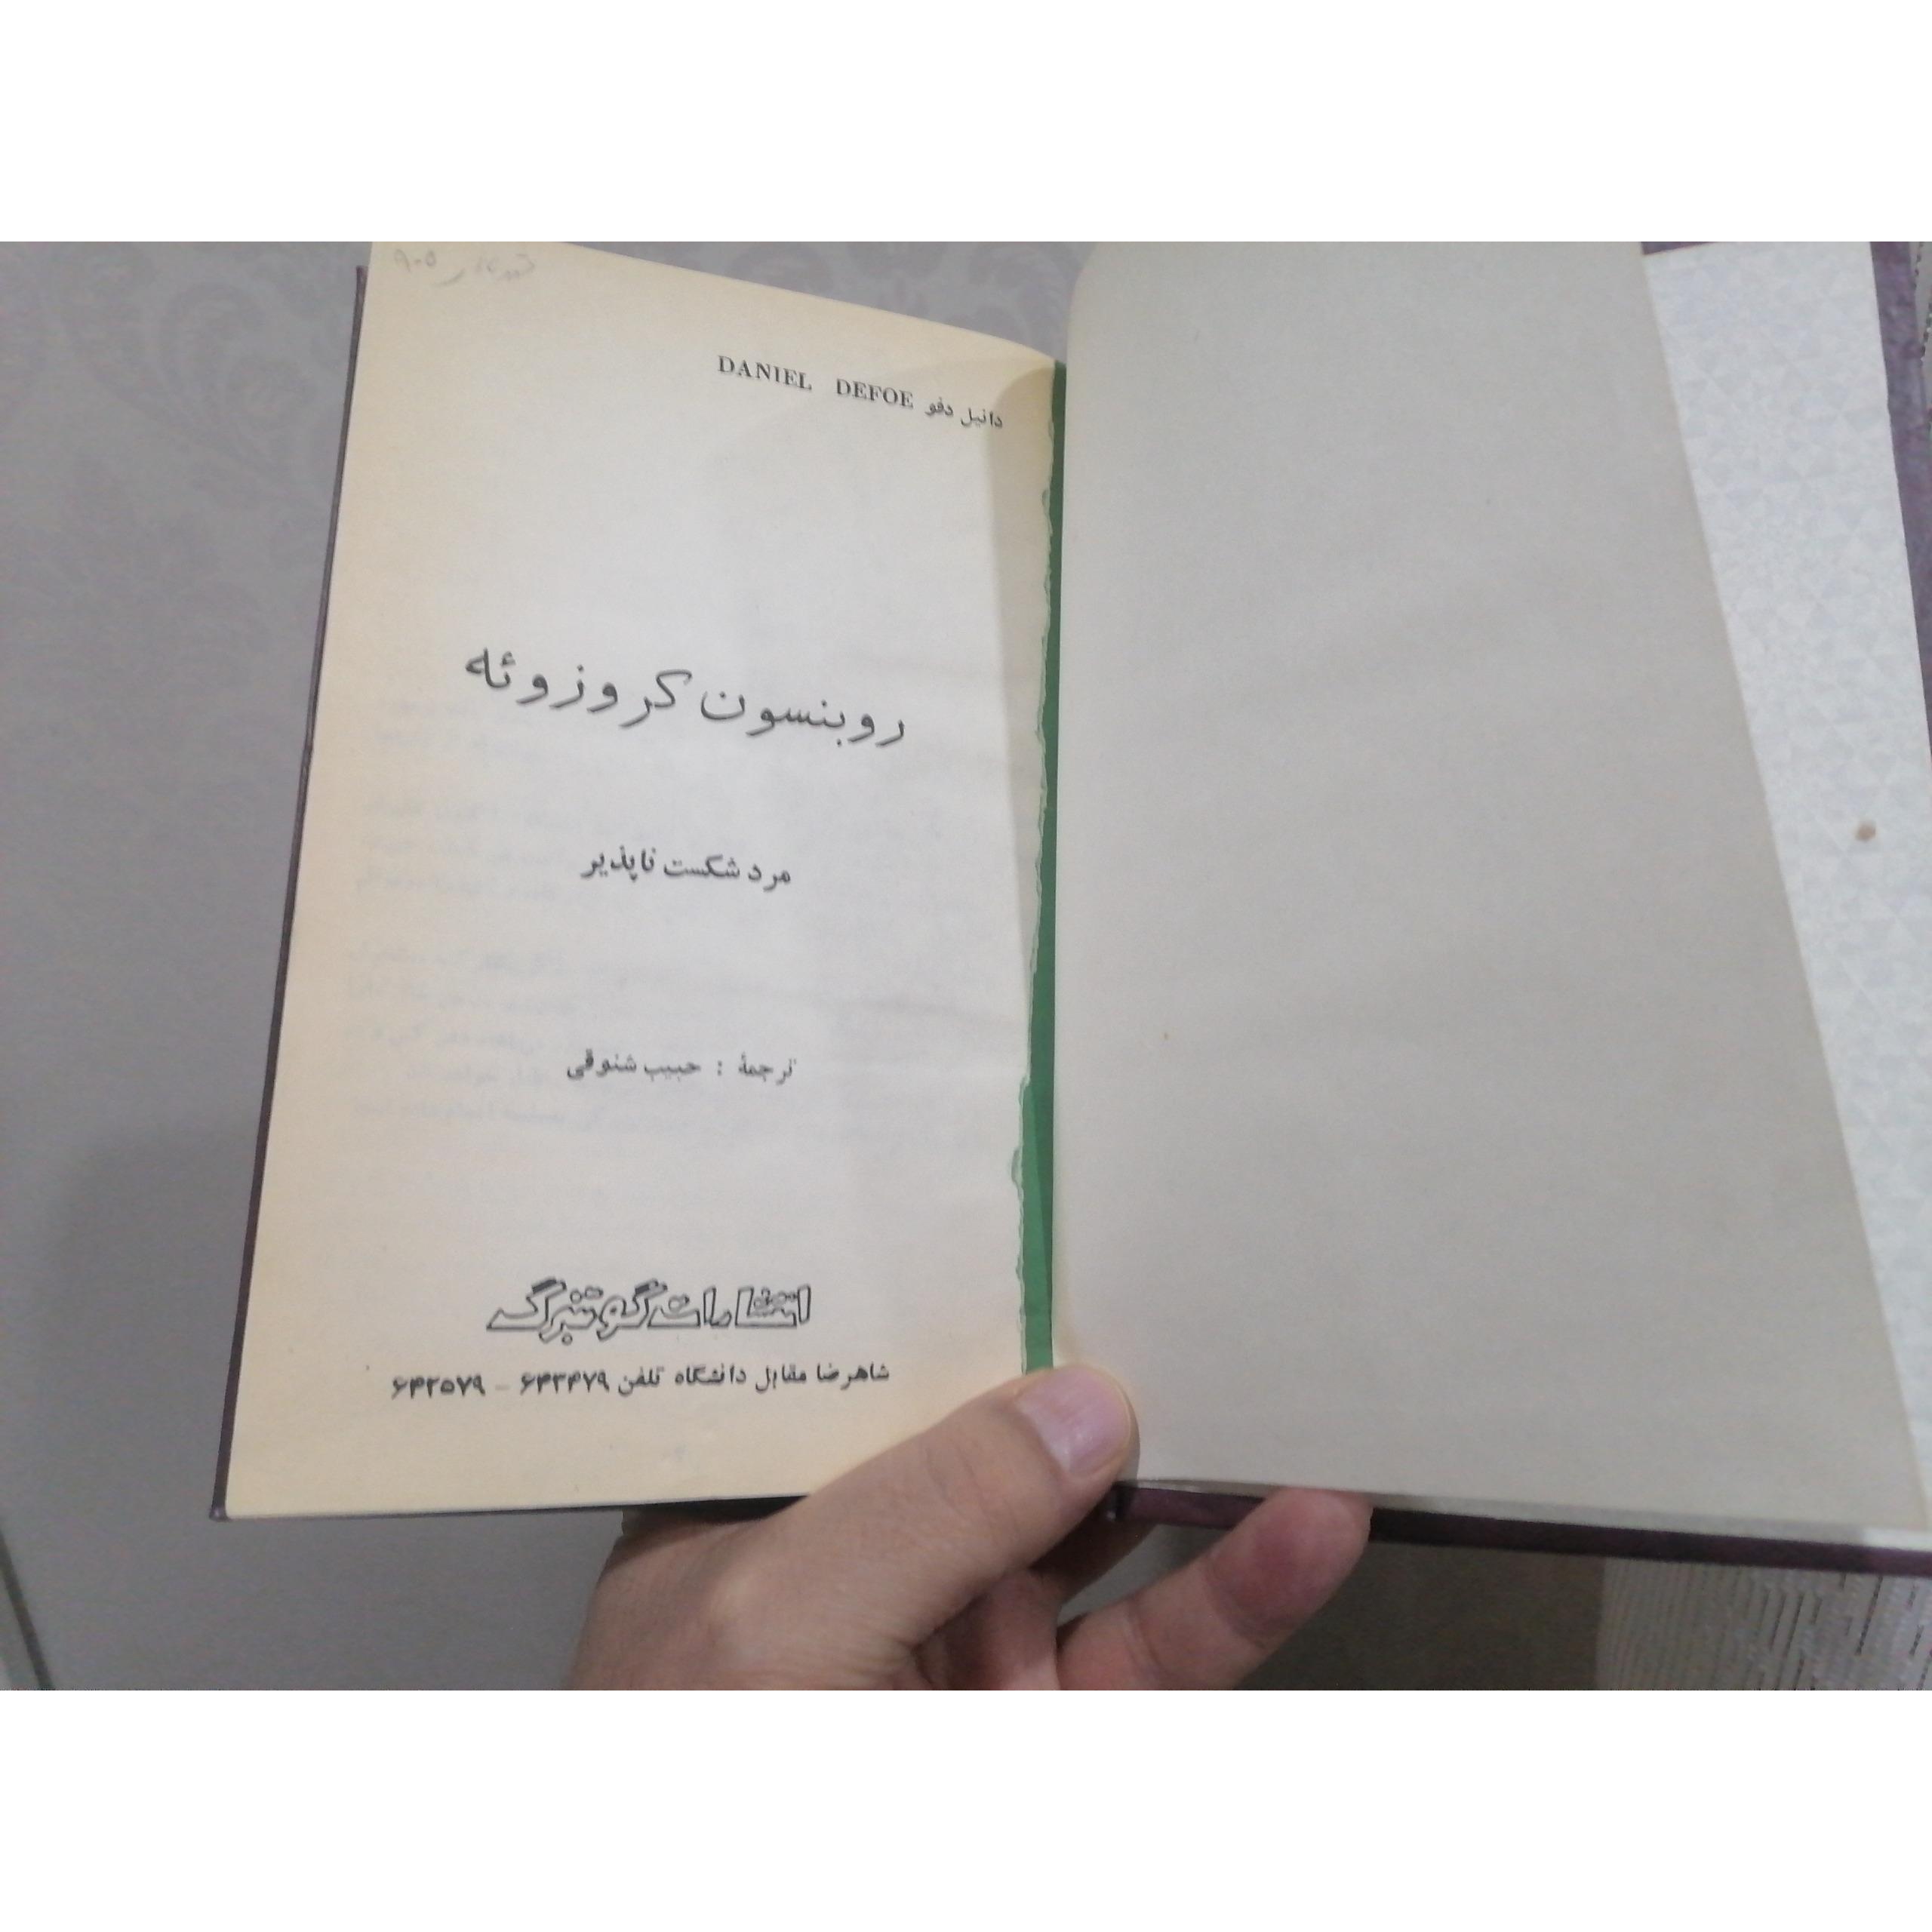 دانیل دفو DANIEL DEFOE
روبنسون کروزوئه
مرد شکست ناپذیر
ترجمهٔ : حبیب شنوقی
انتشارات گوتنبرگ
شاهرضا مقابل دانشگاه تلفن ۶۴۳۴۷۹ - ۶۴۲۵۷۹